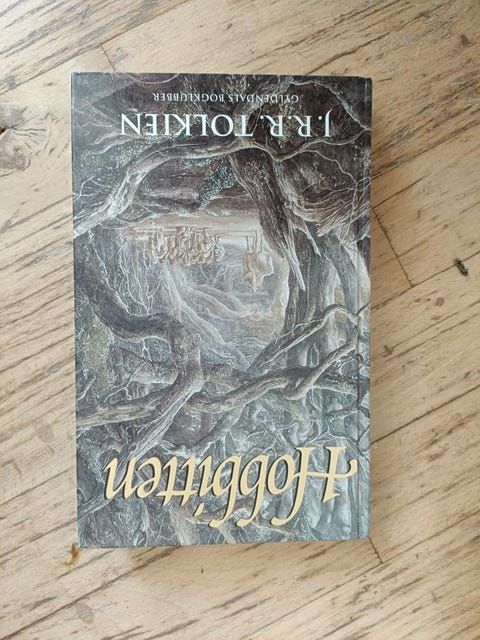 Hobbitten
GYLDENDALS BOGKLUBBER
J.R.R. TOLKIEN